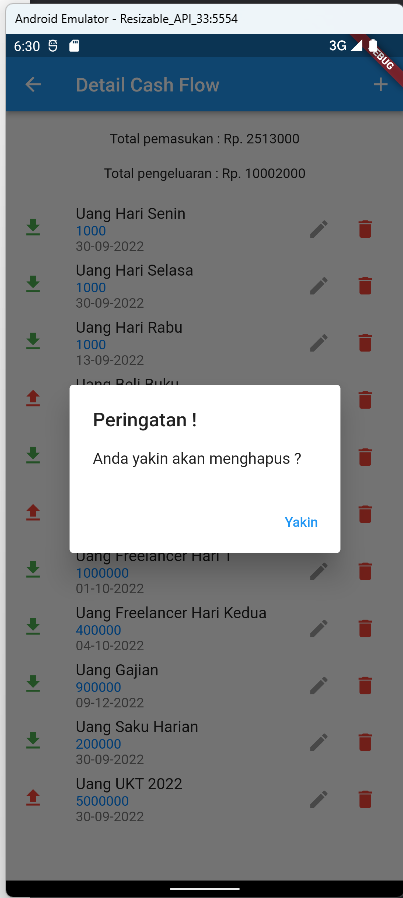 Android Emulator - Resizable_API_33:5554
6:30
3G
DEBUG
Detail Cash Flow
Total pemasukan : Rp. 2513000
Total pengeluaran : Rp. 10002000
Uang Hari Senin
1000
30-09-2022
Uang Hari Selasa
1000
30-09-2022
Uang Hari Rabu
1000
13-09-2022
Uang Beli Buku
Peringatan !
Anda yakin akan menghapus ?
Yakin
Uang Freelancer Hari 1
1000000
01-10-2022
Uang Freelancer Hari Kedua
400000
04-10-2022
Uang Gajian
900000
09-12-2022
Uang Saku Harian
200000
30-09-2022
Uang UKT 2022
5000000
30-09-2022